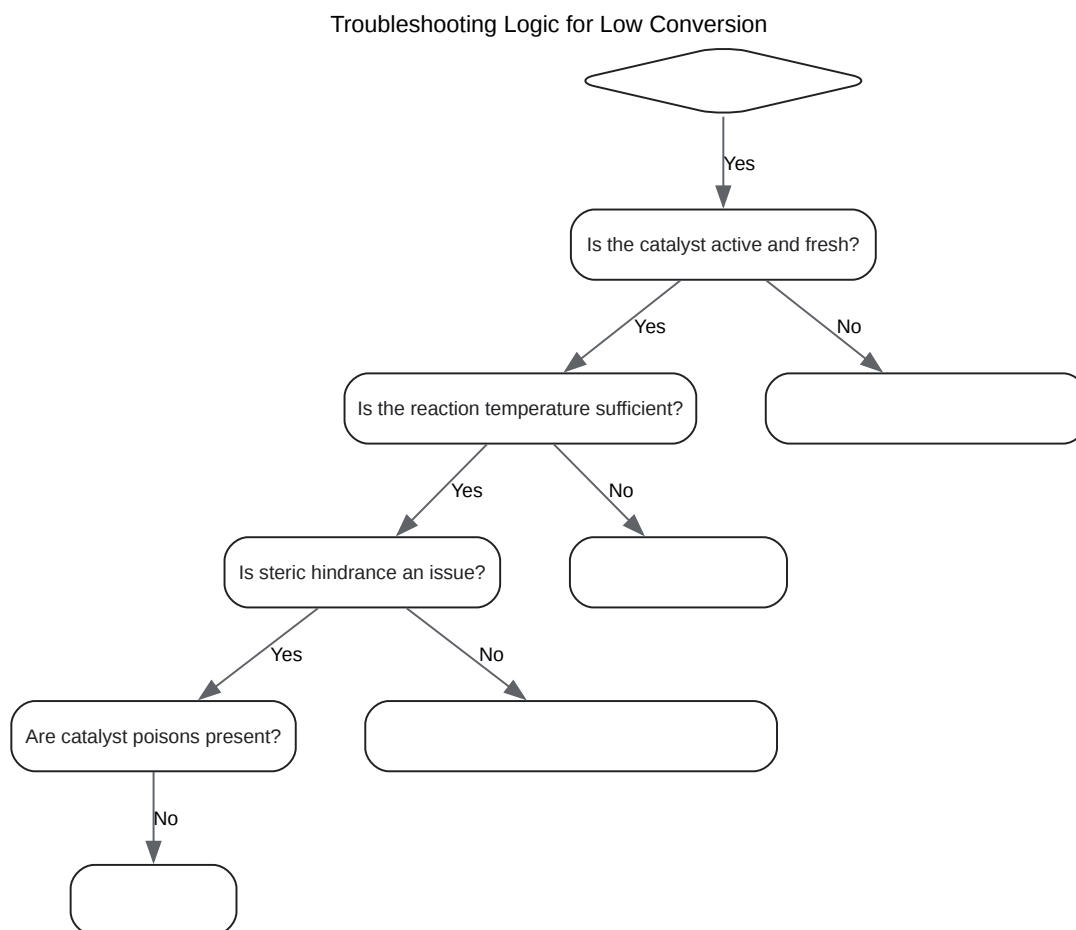 Troubleshooting Logic for Low Conversion
Yes
Is the catalyst active and fresh?
Yes
No
Is the reaction temperature sufficient?
Yes
No
Is steric hindrance an issue?
Yes
No
Are catalyst poisons present?
No